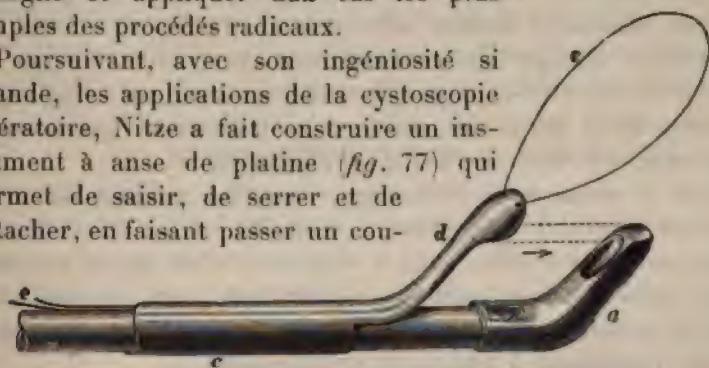 mples des procédés radicaux.
Poursuivant, avec son ingéniosité si
ande, les applications de la cystoscopie
ératoire, Nitze a fait construire un ins-
ument à anse de platine (fig. 77) qui
rmet de saisir, de serrer et de
tacher, en faisant passer un cou-
e
d
e
a
c